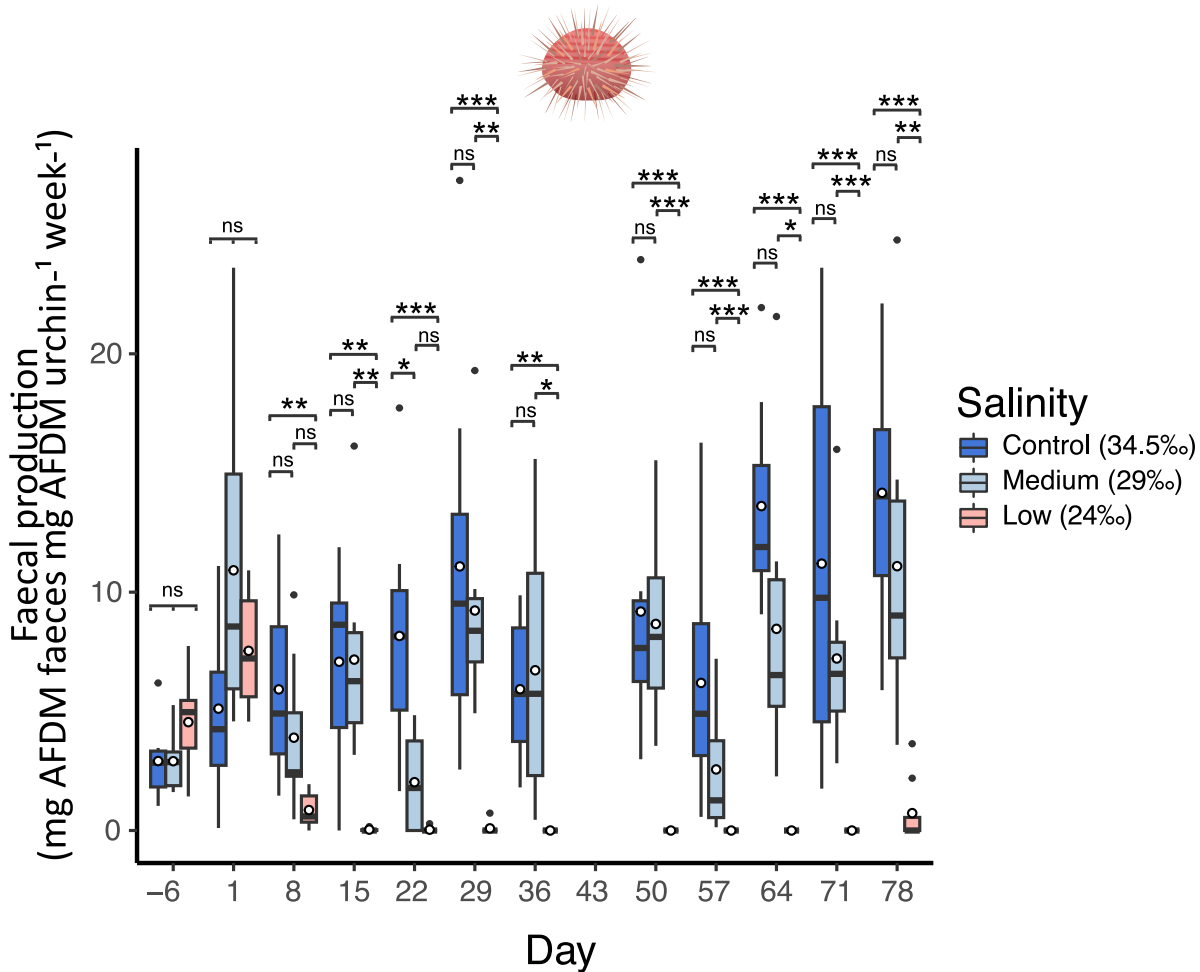 ***
**
ns
***
**
ns
***
***
ns
***
***
ns
ns
***
*
ns
***
***
ns
***
ns
*
**
**
ns
**
*
ns
**
ns
ns
ns
Faecal production
(mg AFDM faeces mg AFDM urchin-¹ week-¹)
20
10
0
−6 1 8 15 22 29 36 43 50 57 64 71 78
Day
Salinity
Control (34.5‰)
Medium (29‰)
Low (24‰)